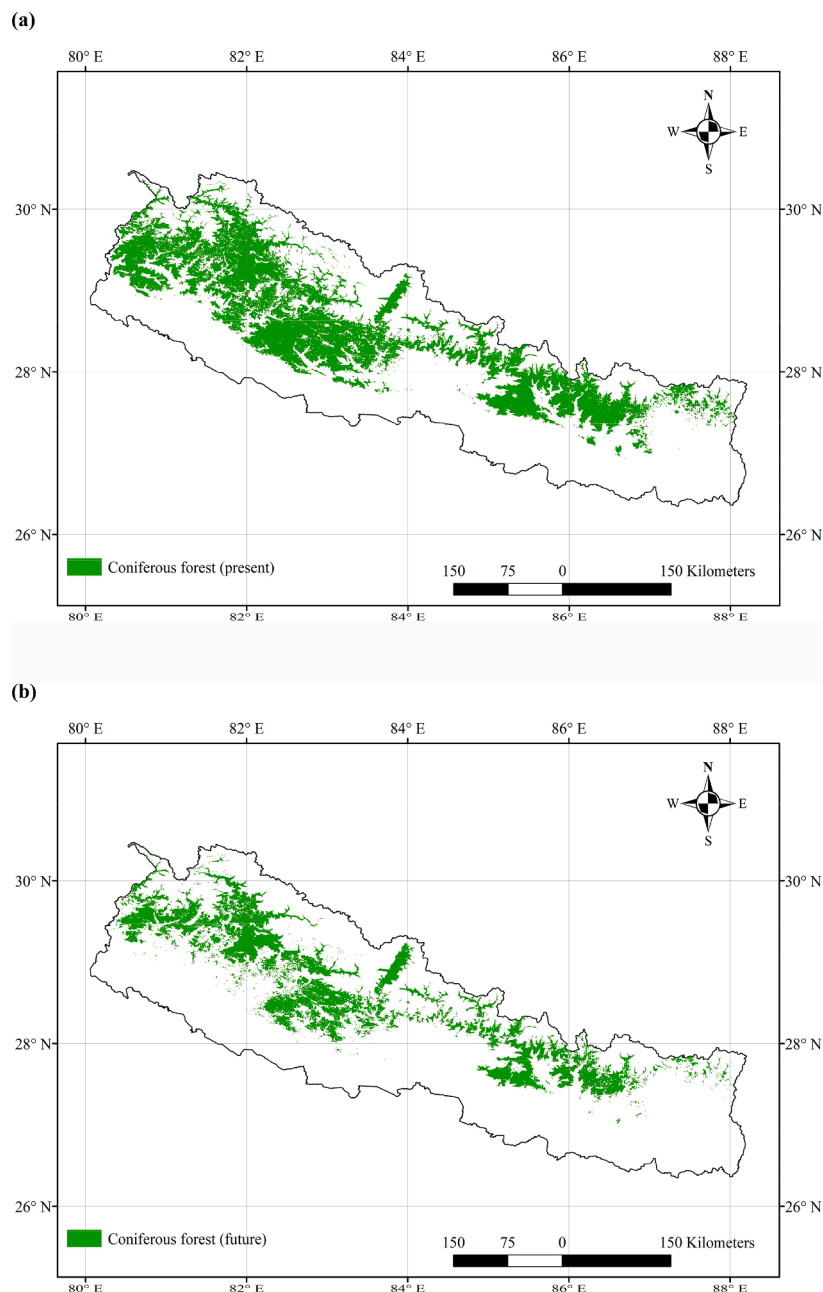 (a)
80° E 82° E 84° E 86° E 88° E
N
W E
S
30° N 30° N
28° N 28° N
26° N 26° N
Coniferous forest (present)
150 75 0 150 Kilometers
80° E 82° E 84° E 86° E 88° E
(b)
80° E 82° E 84° E 86° E 88° E
N
W E
S
30° N 30° N
28° N 28° N
26° N 26° N
Coniferous forest (future)
150 75 0 150 Kilometers
80° E 82° E 84° E 86° E 88° E